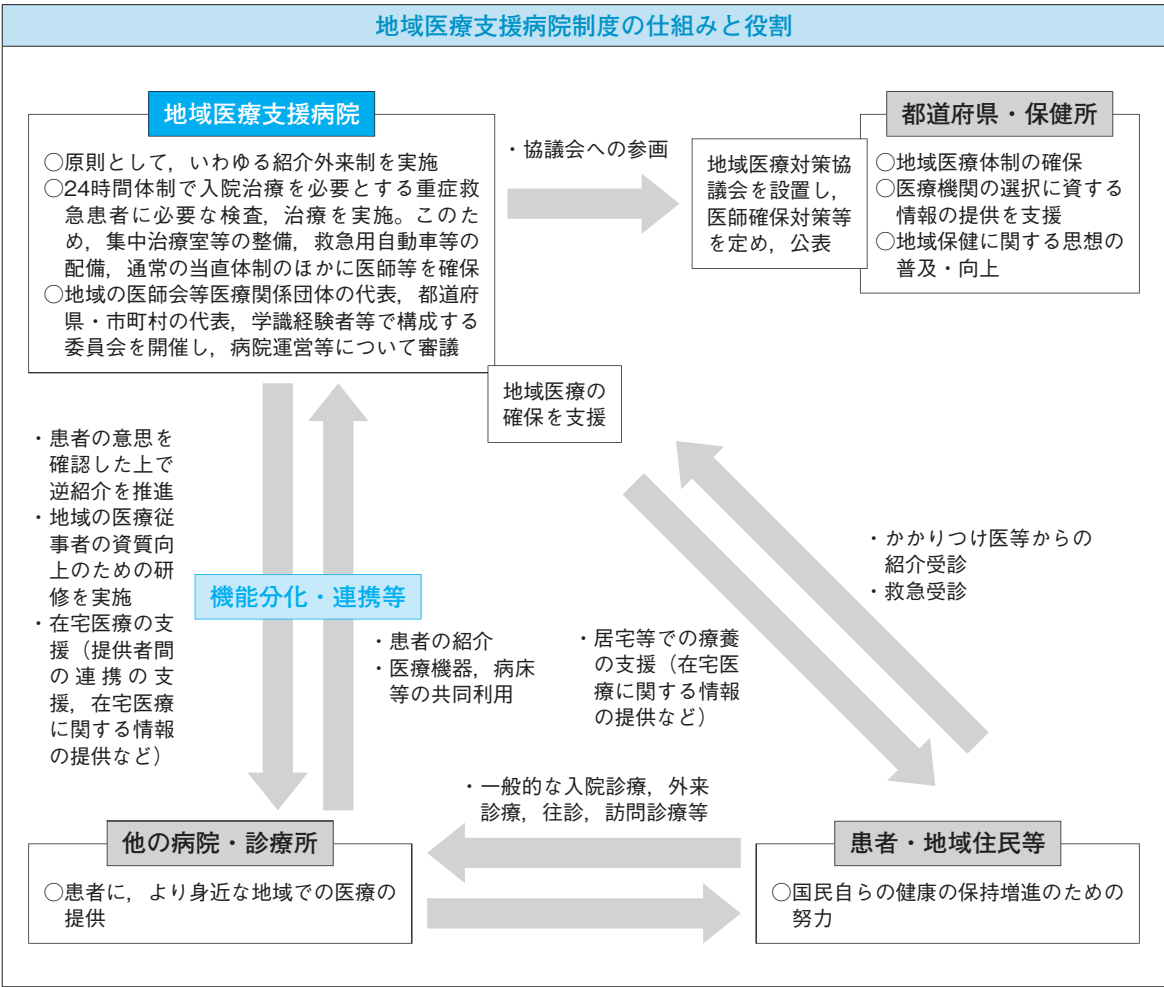 地域医療支援病院制度の仕組みと役割
地域医療支援病院
○原則として，いわゆる紹介外来制を実施
○24時間体制で入院治療を必要とする重症救
急患者に必要な検査，治療を実施。このた
め，集中治療室等の整備，救急用自動車等の
配備，通常の当直体制のほかに医師等を確保
○地域の医師会等医療関係団体の代表，都道府
県・市町村の代表，学識経験者等で構成する
委員会を開催し，病院運営等について審議
地域医療の
確保を支援
・協議会への参画
都道府県・保健所
地域医療対策協
議会を設置し，
医師確保対策等
を定め，公表
○地域医療体制の確保
○医療機関の選択に資する
情報の提供を支援
○地域保健に関する思想の
普及・向上
・患者の意思を
確認した上で
逆紹介を推進
・地域の医療従
事者の資質向
上のための研
修を実施
・在宅医療の支
援（提供者間
の連携の支
援，在宅医療
に関する情報
の提供など）
機能分化・連携等
・患者の紹介
・医療機器，病床
等の共同利用
・居宅等での療養
の支援（在宅医
療に関する情報
の提供など）
・かかりつけ医等からの
紹介受診
・救急受診
・一般的な入院診療，外来
診療，往診，訪問診療等
他の病院・診療所
○患者に，より身近な地域での医療の
提供
患者・地域住民等
○国民自らの健康の保持増進のための
努力